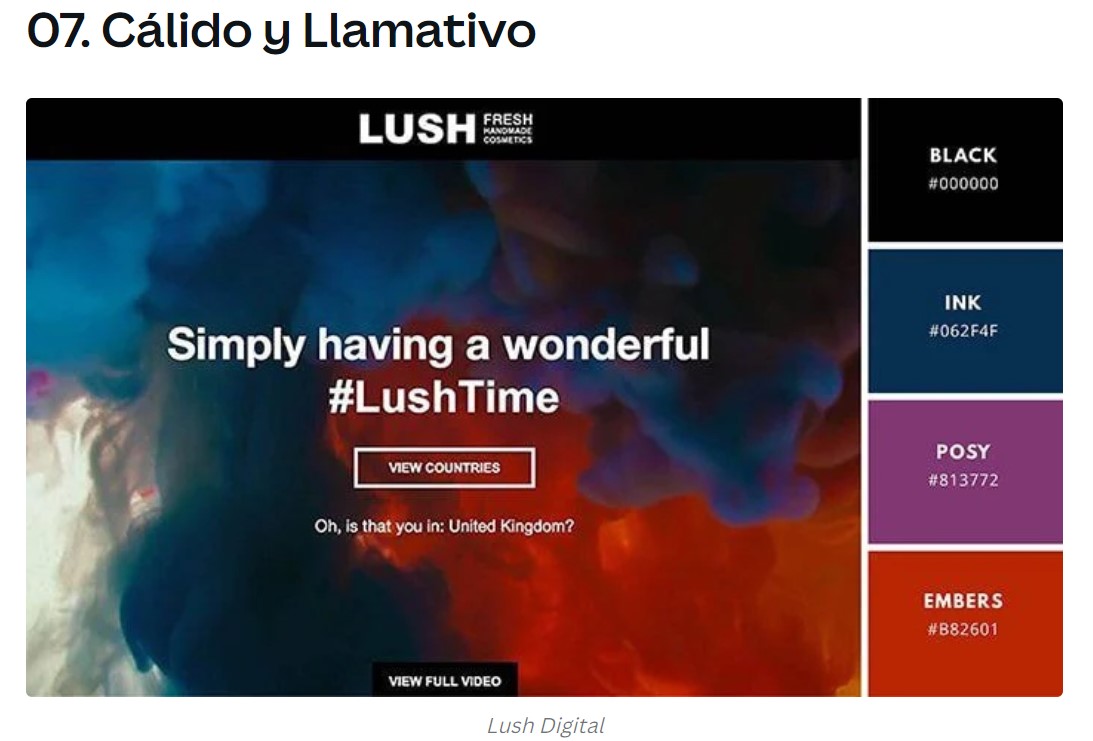 07. Cálido y Llamativo
LUSH FRESH
HANDMADE
COSMETICS
Simply having a wonderful
#LushTime
VIEW COUNTRIES
Oh, is that you in: United Kingdom?
VIEW FULL VIDEO
BLACK
#000000
INK
#062F4F
POSY
#813772
EMBERS
#B82601
Lush Digital